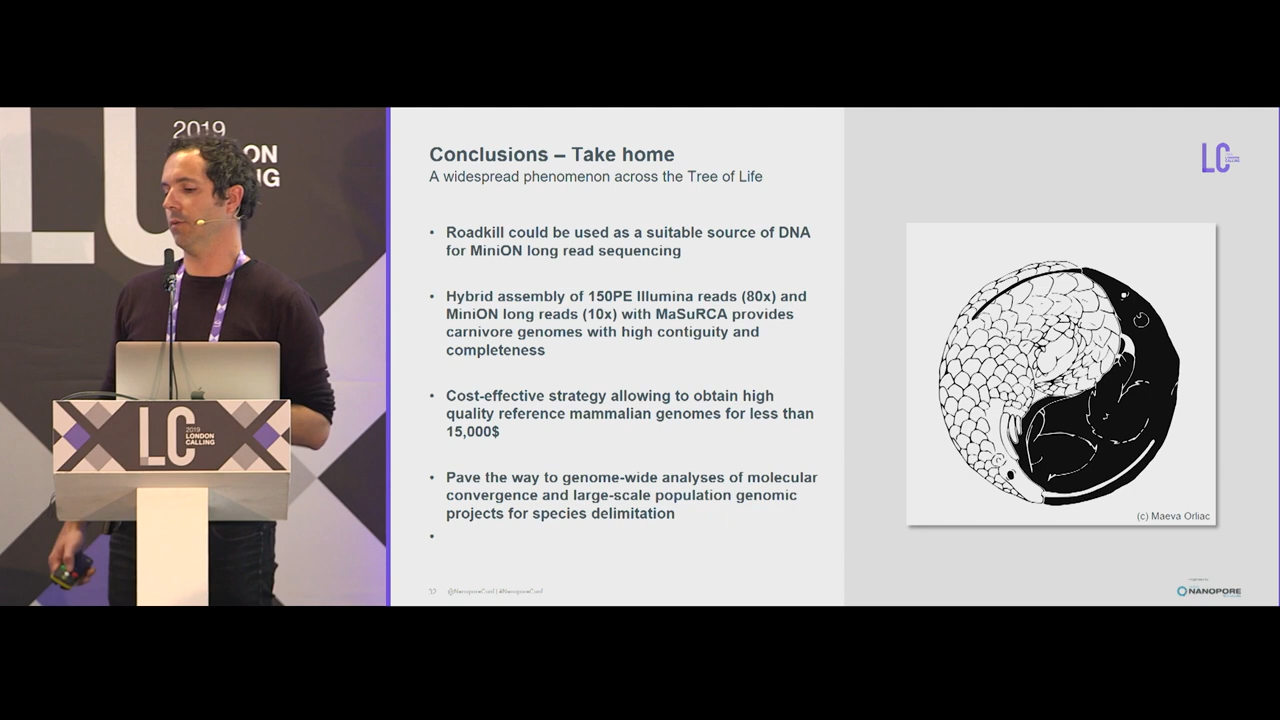 2019
ON
NG
LC
2019
LONDON
CALLING
Conclusions – Take home
A widespread phenomenon across the Tree of Life
• Roadkill could be used as a suitable source of DNA
for MiniON long read sequencing
• Hybrid assembly of 150PE Illumina reads (80x) and
MinION long reads (10x) with MaSuRCA provides
carnivore genomes with high contiguity and
completeness
• Cost-effective strategy allowing to obtain high
quality reference mammalian genomes for less than
15,000$
• Pave the way to genome-wide analyses of molecular
convergence and large-scale population genomic
projects for species delimitation
•
@NanoporeConf | #NanoporeConf
LC
LONDON
CALLING
(c) Maeva Orliac
NANOPORE